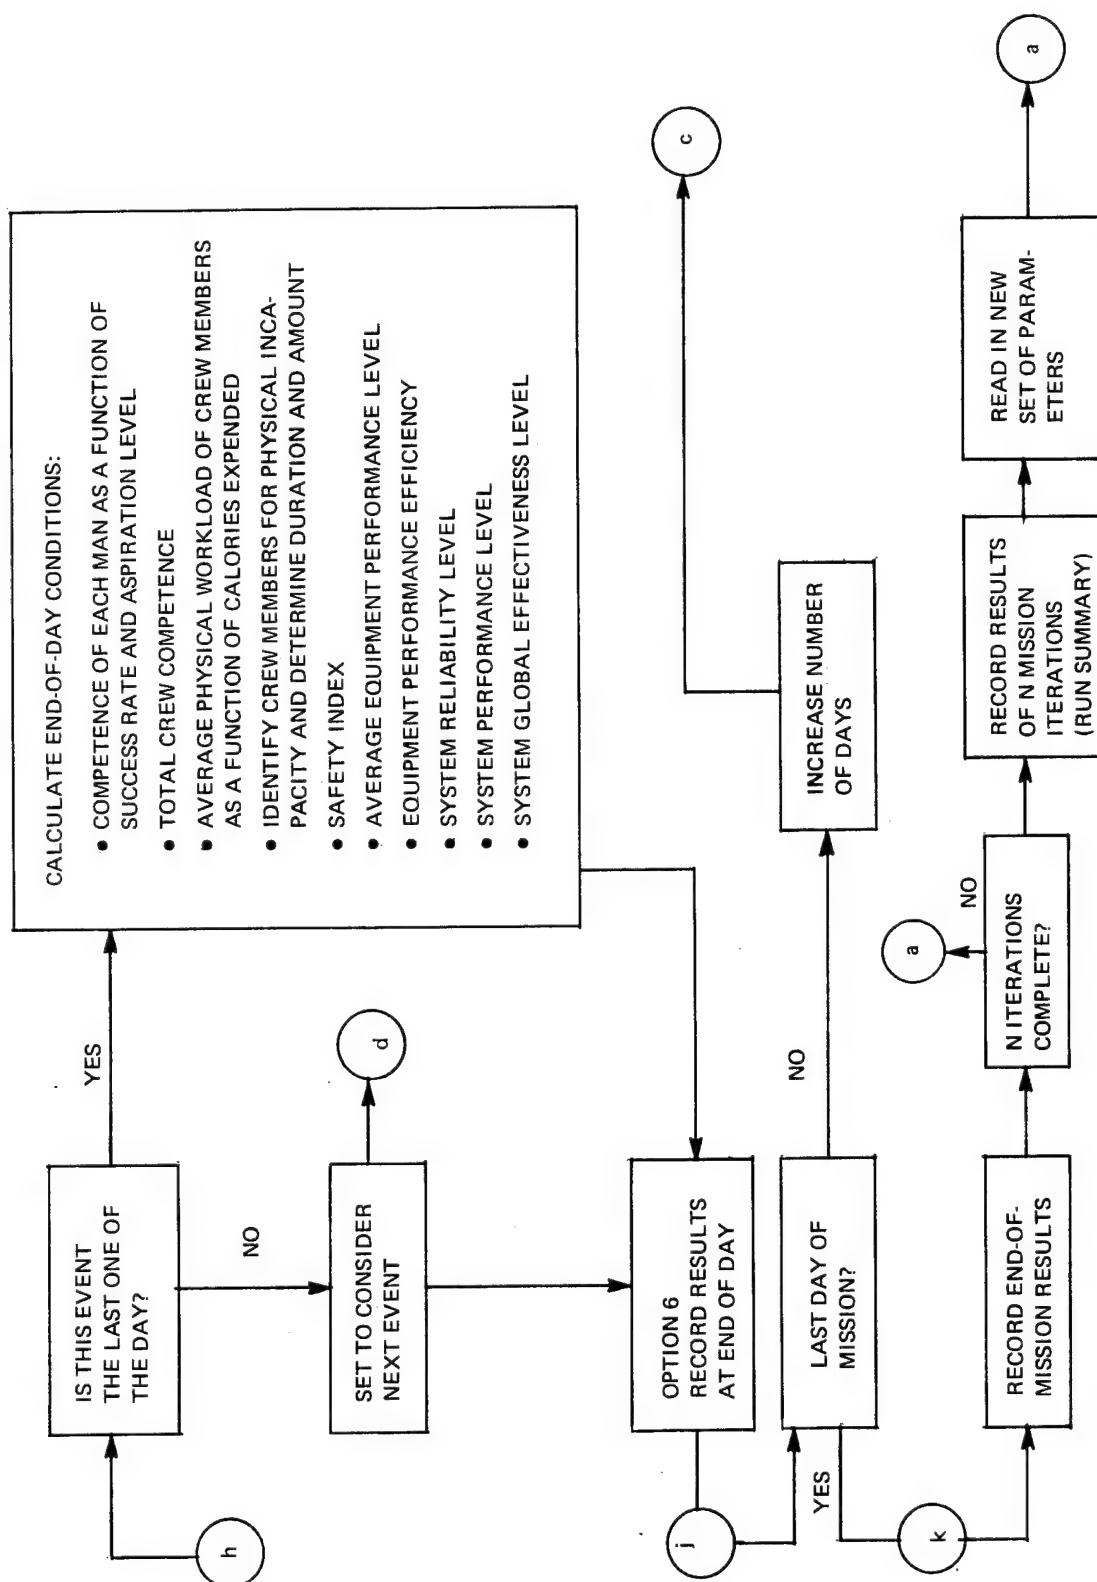 h
IS THIS EVENT
THE LAST ONE OF
THE DAY?
YES
CALCULATE END-OF-DAY CONDITIONS:
• COMPETENCE OF EACH MAN AS A FUNCTION OF
SUCCESS RATE AND ASPIRATION LEVEL
• TOTAL CREW COMPETENCE
• AVERAGE PHYSICAL WORKLOAD OF CREW MEMBERS
AS A FUNCTION OF CALORIES EXPENDED
• IDENTIFY CREW MEMBERS FOR PHYSICAL INCA-
PACITY AND DETERMINE DURATION AND AMOUNT
• SAFETY INDEX
• AVERAGE EQUIPMENT PERFORMANCE LEVEL
• EQUIPMENT PERFORMANCE EFFICIENCY
• SYSTEM RELIABILITY LEVEL
• SYSTEM PERFORMANCE LEVEL
• SYSTEM GLOBAL EFFECTIVENESS LEVEL
NO
SET TO CONSIDER
NEXT EVENT
d
OPTION 6
RECORD RESULTS
AT END OF DAY
j
LAST DAY OF
MISSION?
NO
INCREASE NUMBER
OF DAYS
c
YES
k
RECORD END-OF-
MISSION RESULTS
N ITERATIONS
COMPLETE?
NO
a
RECORD RESULTS
OF N MISSION
ITERATIONS
(RUN SUMMARY)
READ IN NEW
SET OF PARAM-
ETERS
a